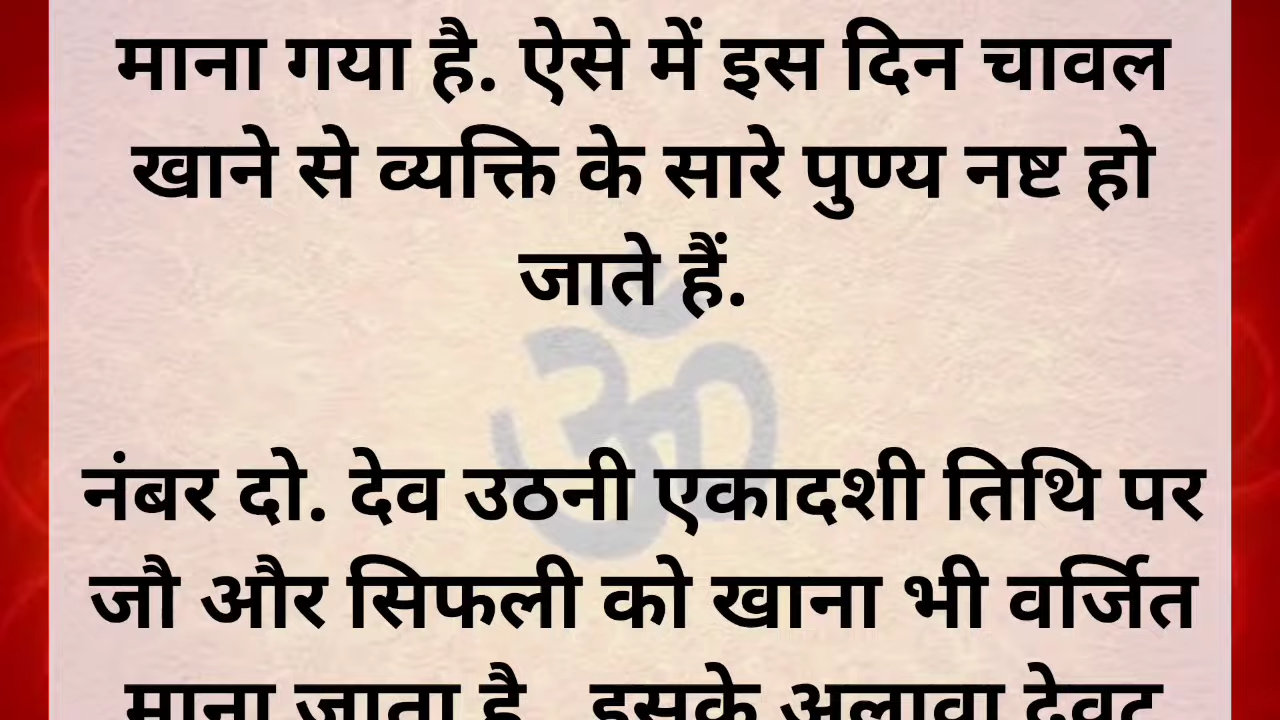 माना गया है. ऐसे में इस दिन चावल
खाने से व्यक्ति के सारे पुण्य नष्ट हो
जाते हैं.
ॐ
नंबर दो. देव उठनी एकादशी तिथि पर
जौ और सिफली को खाना भी वर्जित
माना जाता है. इसके अलावा देवट